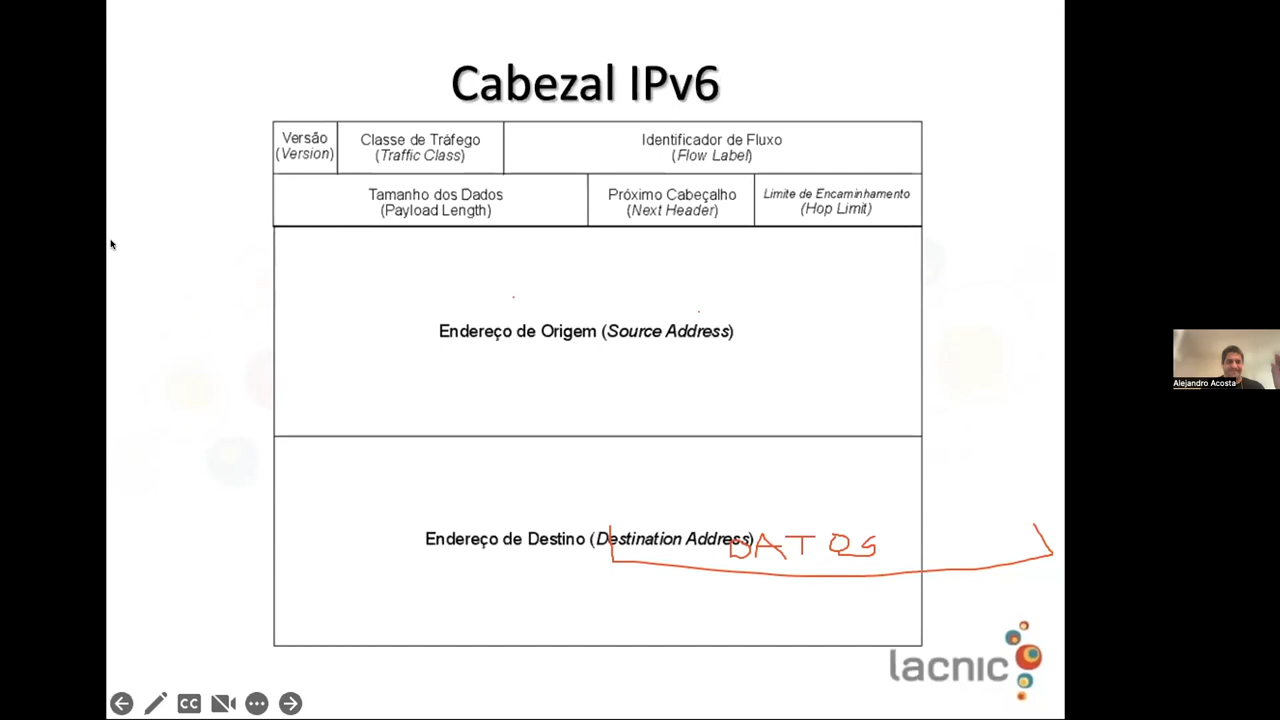 Cabezal IPv6
Versão
(Version)
Classe de Tráfego
(Traffic Class)
Identificador de Fluxo
(Flow Label)
Tamanho dos Dados
(Payload Length)
Próximo Cabeçalho
(Next Header)
Limite de Encaminhamento
(Hop Limit)
Endereço de Origem (Source Address)
Alejandro Acosta
Endereço de Destino (Destination Address)
DATOS
lacnic
CC